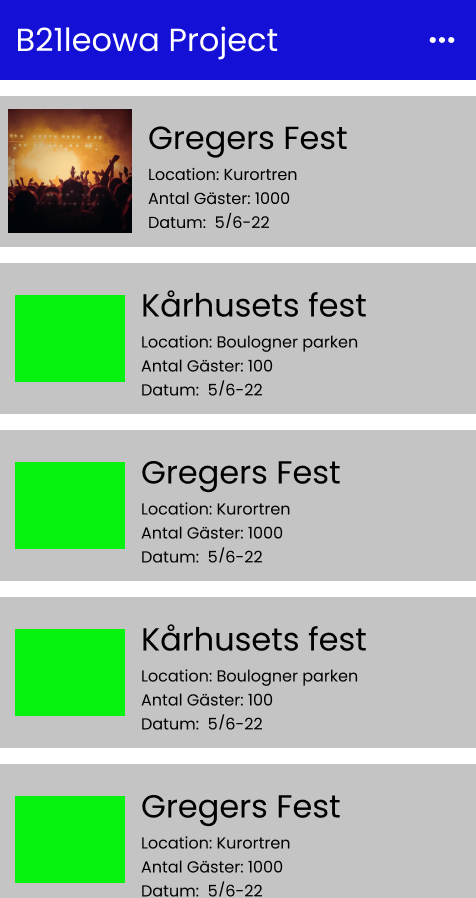 B21leowa Project
Gregers Fest
Location: Kurortren
Antal Gäster: 1000
Datum: 5/6-22
Kårhusets fest
Location: Boulogner parken
Antal Gäster: 100
Datum: 5/6-22
Gregers Fest
Location: Kurortren
Antal Gäster: 1000
Datum: 5/6-22
Kårhusets fest
Location: Boulogner parken
Antal Gäster: 100
Datum: 5/6-22
Gregers Fest
Location: Kurortren
Antal Gäster: 1000
Datum: 5/6-22